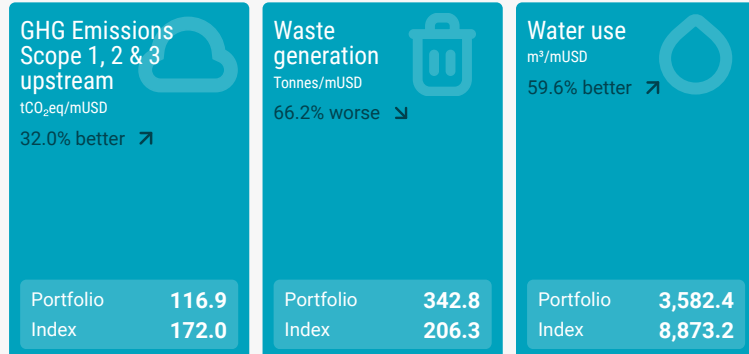 GHG Emissions
Scope 1, 2 & 3
upstream
tCO₂eq/mUSD
32.0% better
Portfolio 116.9
Index 172.0
Waste
generation
Tonnes/mUSD
66.2% worse
Portfolio 342.8
Index 206.3
Water use
m³/mUSD
59.6% better
Portfolio 3,582.4
Index 8,873.2